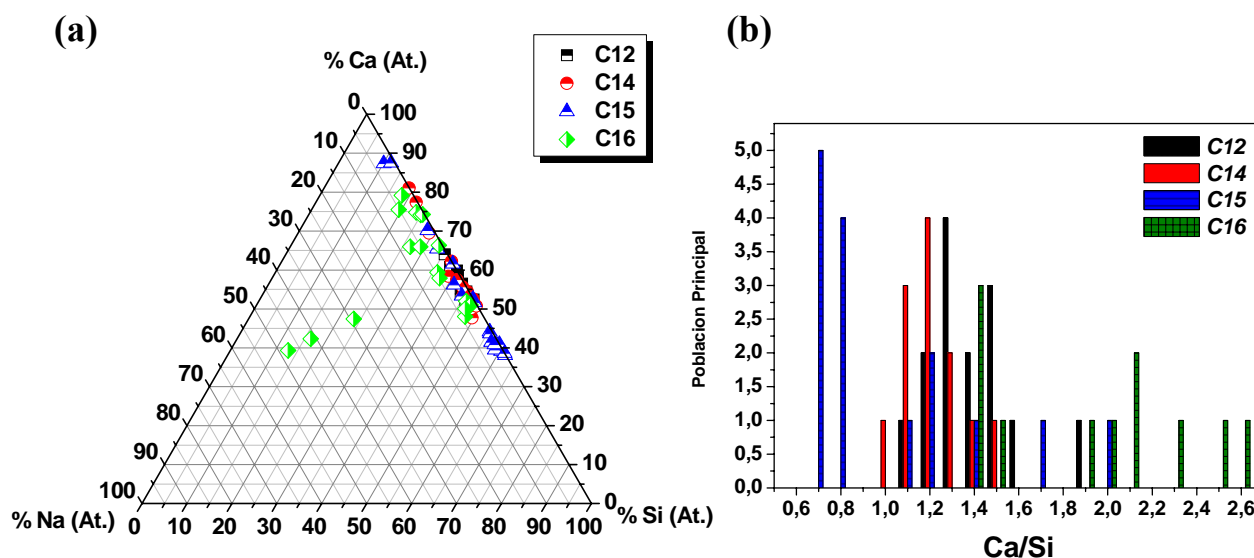 (a)
% Ca (At.)
C12
C14
C15
C16
0
10
20
30
40
50
60
70
80
90
100
100
90
80
70
60
50
40
30
20
10
0
% Na (At.)
% Si (At.)
0 10 20 30 40 50 60 70 80 90 100
(b)
C12
C14
C15
C16
Poblacion Principal
5,0
4,5
4,0
3,5
3,0
2,5
2,0
1,5
1,0
0,5
0,0
0,6 0,8 1,0 1,2 1,4 1,6 1,8 2,0 2,2 2,4 2,6
Ca/Si